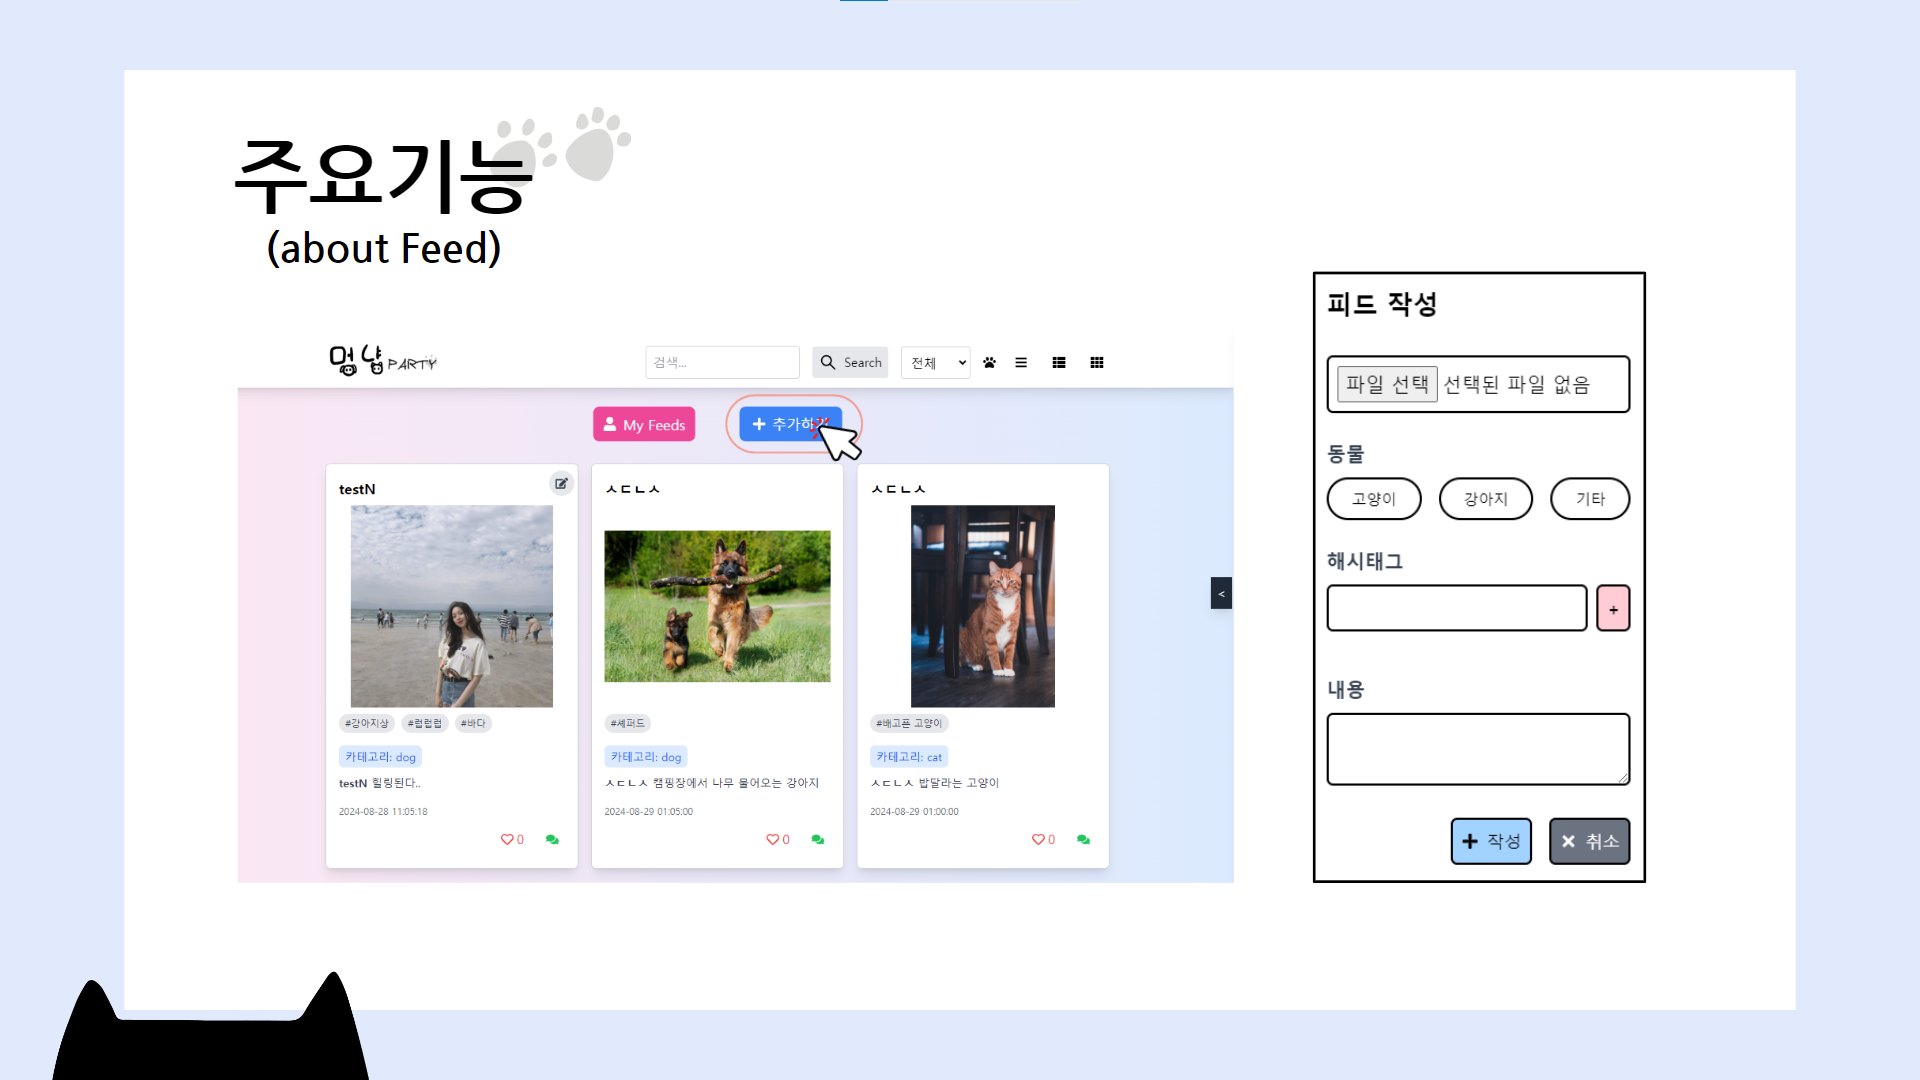 주요기능
(about Feed)
멍냥 PARTY
검색...
Search
전체
My Feeds
+ 추가하
testN
#강아지상 #럽럽럽 #바다
카테고리: dog
testN 힐링된다..
2024-08-28 11:05:18
0
ㅅㄷㄴㅅ
#셰퍼드
카테고리: dog
ㅅㄷㄴㅅ 캠핑장에서 나무 물어오는 강아지
2024-08-29 01:05:00
0
ㅅㄷㄴㅅ
#배고픈 고양이
카테고리: cat
ㅅㄷㄴㅅ 밥달라는 고양이
2024-08-29 01:00:00
0
<
피드 작성
파일 선택 선택된 파일 없음
동물
고양이 강아지 기타
해시태그
+
내용
+ 작성
× 취소